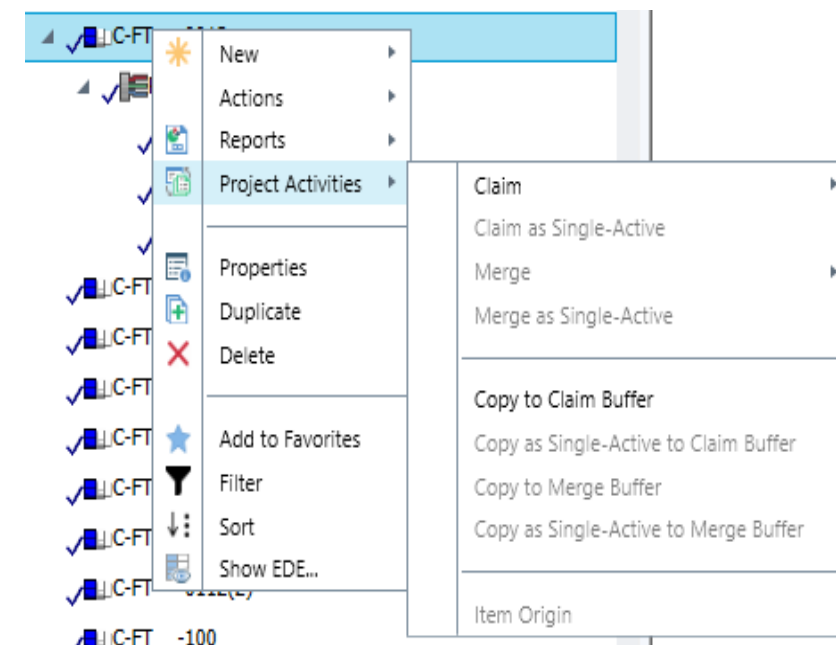 C-FT
New
Actions
Reports
Project Activities
Claim
Claim as Single-Active
Merge
Merge as Single-Active
Properties
Duplicate
Delete
Copy to Claim Buffer
Copy as Single-Active to Claim Buffer
Copy to Merge Buffer
Copy as Single-Active to Merge Buffer
Add to Favorites
Filter
Sort
Show EDE...
Item Origin
C-FT
C-FT
C-FT
C-FT
C-FT
C-FT
C-FT
C-FT -100